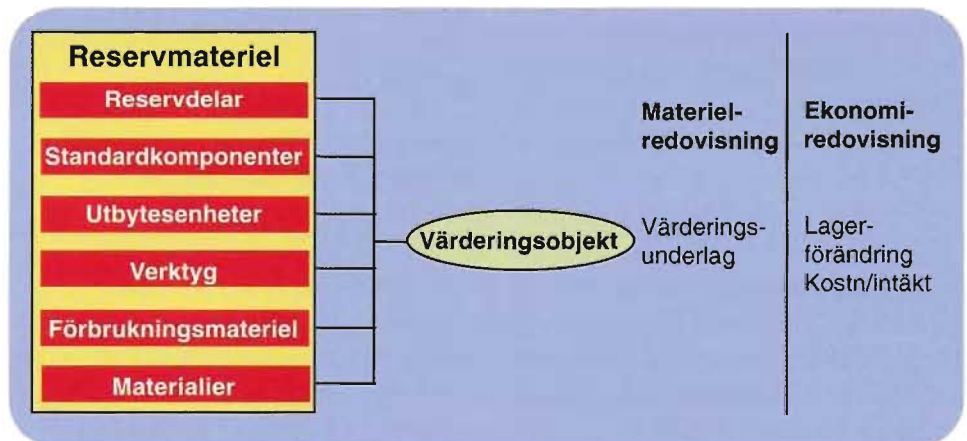 Reservmateriel
Reservdelar
Standardkomponenter
Utbytesenheter
Verktyg
Förbrukningsmateriel
Materialier
Värderingsobjekt
Materiel-
redovisning
Värderings-
underlag
Ekonomi-
redovisning
Lager-
förändring
Kostn/intäkt